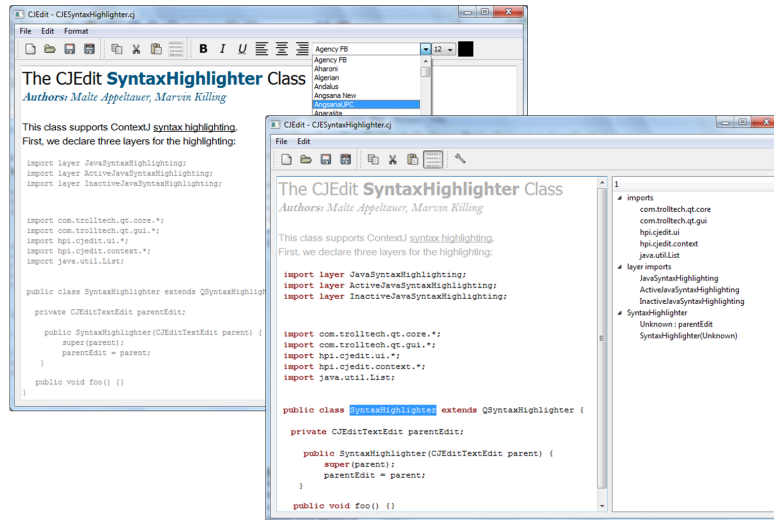 CJEdit - CJESyntaxHighlighter.cj
File Edit Format
Agency FB
12
Agency FB
Aharoni
Algerian
Andalus
Angsana New
AngsanaUPC
Aparajita
The CJEdit SyntaxHighlighter Class
Authors: Malte Appeltauer, Marvin Killing
This class supports ContextJ syntax highlighting.
First, we declare three layers for the highlighting:
import layer JavaSyntaxHighlighting;
import layer ActiveJavaSyntaxHighlighting;
import layer InactiveJavaSyntaxHighlighting;
import com.trolltech.qt.core.*;
import com.trolltech.qt.gui.*;
import hpi.cjedit.ui.*;
import hpi.cjedit.context.*;
import java.util.List;
public class SyntaxHighlighter extends QSyntaxHighligh
private CJEditTextEdit parentEdit;
public SyntaxHighlighter(CJEditTextEdit parent) {
super(parent);
parentEdit = parent;
}
public void foo() {}
}
CJEdit - CJESyntaxHighlighter.cj
File Edit
The CJEdit SyntaxHighlighter Class
Authors: Malte Appeltauer, Marvin Killing
This class supports ContextJ syntax highlighting.
First, we declare three layers for the highlighting:
import layer JavaSyntaxHighlighting;
import layer ActiveJavaSyntaxHighlighting;
import layer InactiveJavaSyntaxHighlighting;
import com.trolltech.qt.core.*;
import com.trolltech.qt.gui.*;
import hpi.cjedit.ui.*;
import hpi.cjedit.context.*;
import java.util.List;
public class SyntaxHighlighter extends QSyntaxHighlighter {
private CJEditTextEdit parentEdit;
public SyntaxHighlighter(CJEditTextEdit parent) {
super(parent);
parentEdit = parent;
}
public void foo() {}
1
imports
com.trolltech.qt.core
com.trolltech.qt.gui
hpi.cjedit.ui
hpi.cjedit.context
java.util.List
layer imports
JavaSyntaxHighlighting
ActiveJavaSyntaxHighlighting
InactiveJavaSyntaxHighlighting
SyntaxHighlighter
Unknown : parentEdit
SyntaxHighlighter(Unknown)